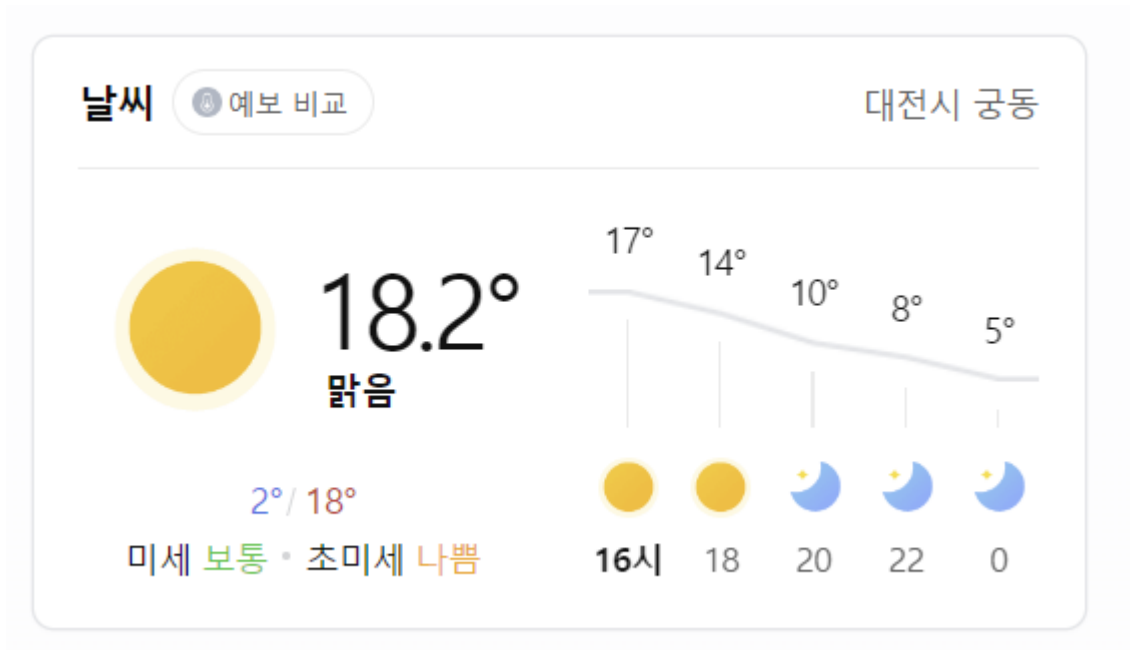 날씨 예보 비교 대전시 궁동
17° 14° 10° 8° 5°
18.2°
맑음
2°/ 18°
미세 보통 • 초미세 나쁨
16시 18 20 22 0